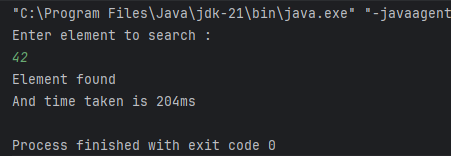 "C:\Program Files\Java\jdk-21\bin\java.exe" "-javaagent
Enter element to search :
42
Element found
And time taken is 204ms
Process finished with exit code 0